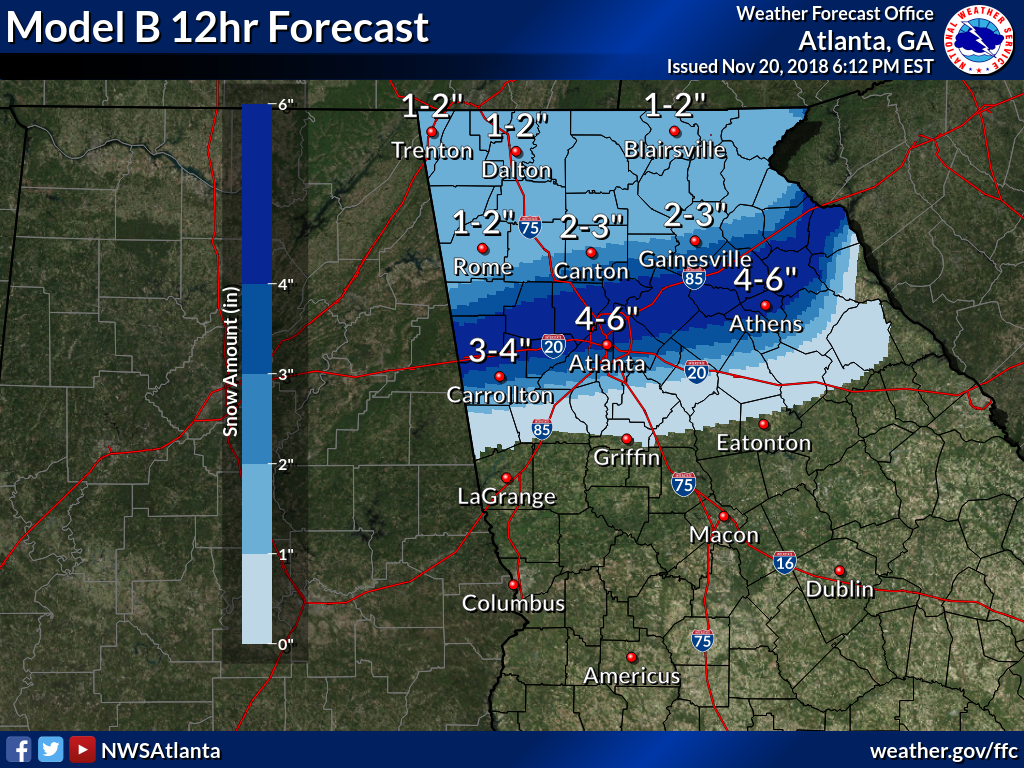 Model B 12hr Forecast
Weather Forecast Office
Atlanta, GA
Issued Nov 20, 2018 6:12 PM EST
NATIONAL WEATHER SERVICE
6"
4"
3"
2"
1"
0"
Snow Amount (in)
1-2"
Trenton
1-2"
Dalton
1-2"
Blairsville
1-2"
Rome
75
2-3"
Canton
2-3"
Gainesville
85
4-6"
Athens
4-6"
Atlanta
20
3-4"
Carrollton
20
85
Griffin
Eatonton
LaGrange
75
Macon
16
Dublin
Columbus
75
Americus
NWSAtlanta
weather.gov/ffc